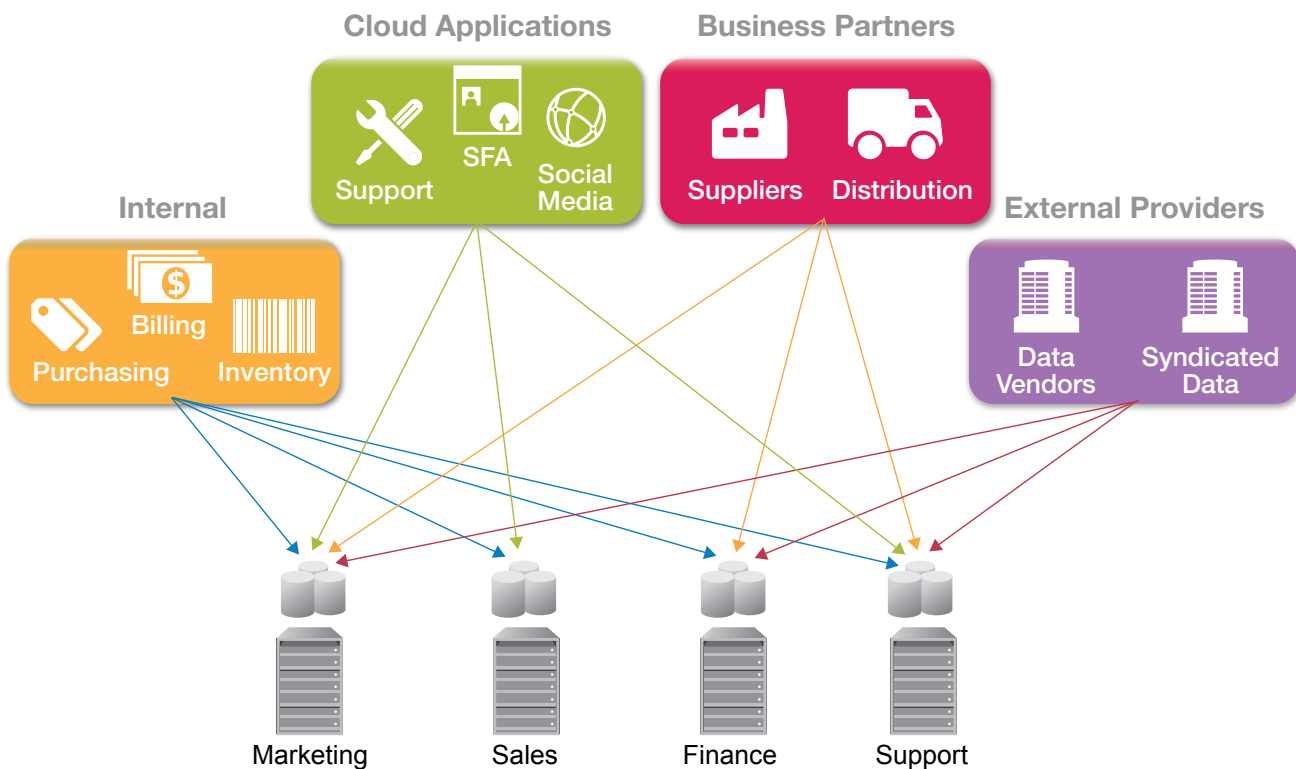 Cloud Applications
Business Partners
Support
SFA
Social
Media
Suppliers
Distribution
Internal
External Providers
$
Billing
Purchasing
Inventory
Data
Vendors
Syndicated
Data
Marketing
Sales
Finance
Support